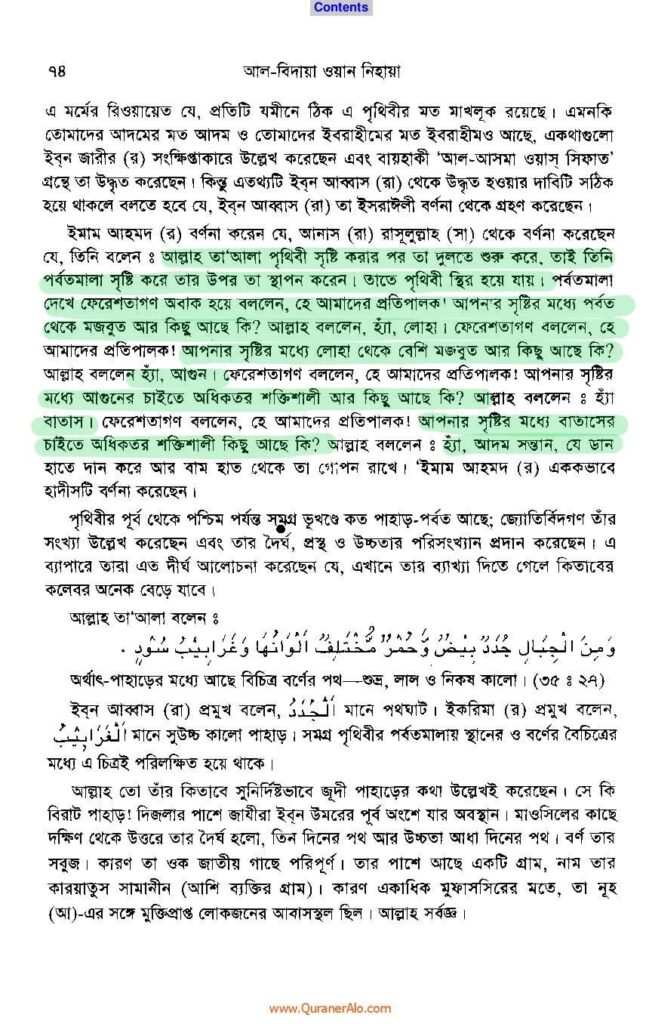 Contents
৭৪
আল-বিদায়া ওয়ান নিহায়া
এ মর্মের রিওয়ায়েত যে, প্রতিটি যমীনে ঠিক এ পৃথিবীর মত মাখলূক রয়েছে। এমনকি
তোমাদের আদমের মত আদম ও তোমাদের ইবরাহীমের মত ইবরাহীমও আছে, একথাগুলো
ইব্‌ন জারীর (র) সংক্ষিপ্তাকারে উল্লেখ করেছেন এবং বায়হাকী ‘আল-আসমা ওয়াস্ সিফাত’
গ্রন্থে তা উদ্ধৃত করেছেন। কিন্তু এতথ্যটি ইব্‌ন আব্বাস (রা) থেকে উদ্ধৃত হওয়ার দাবিটি সঠিক
হয়ে থাকলে বলতে হবে যে, ইব্‌ন আব্বাস (রা) তা ইসরাঈলী বর্ণনা থেকে গ্রহণ করেছেন।
ইমাম আহমদ (র) বর্ণনা করেন যে, আনাস (রা) রাসূলুল্লাহ (সা) থেকে বর্ণনা করেছেন
যে, তিনি বলেন ঃ আল্লাহ তা‘আলা পৃথিবী সৃষ্টি করার পর তা দুলতে শুরু করে, তাই তিনি
পর্বতমালা সৃষ্টি করে তার উপর তা স্থাপন করেন। তাতে পৃথিবী স্থির হয়ে যায়। পর্বতমালা
দেখে ফেরেশতাগণ অবাক হয়ে বললেন, হে আমাদের প্রতিপালক! আপনার সৃষ্টির মধ্যে পর্বত
থেকে মজবুত আর কিছু আছে কি? আল্লাহ বললেন, হ্যাঁ, লোহা। ফেরেশতাগণ বললেন, হে
আমাদের প্রতিপালক! আপনার সৃষ্টির মধ্যে লোহা থেকে বেশি মজবুত আর কিছু আছে কি?
আল্লাহ বললেন হ্যাঁ, আগুন। ফেরেশতাগণ বললেন, হে আমাদের প্রতিপালক! আপনার সৃষ্টির
মধ্যে আগুনের চাইতে অধিকতর শক্তিশালী আর কিছু আছে কি? আল্লাহ বললেন ঃ হ্যাঁ
বাতাস। ফেরেশতাগণ বললেন, হে আমাদের প্রতিপালক! আপনার সৃষ্টির মধ্যে বাতাসের
চাইতে অধিকতর শক্তিশালী কিছু আছে কি? আল্লাহ বললেন ঃ হ্যাঁ, আদম সন্তান, যে ডান
হাতে দান করে আর বাম হাত থেকে তা গোপন রাখে। ‘ইমাম আহমদ (র) এককভাবে
হাদীসটি বর্ণনা করেছেন।
পৃথিবীর পূর্ব থেকে পশ্চিম পর্যন্ত সমগ্র ভূখণ্ডে কত পাহাড়-পর্বত আছে; জ্যোতির্বিদগণ তাঁর
সংখ্যা উল্লেখ করেছেন এবং তার দৈর্ঘ, প্রস্থ ও উচ্চতার পরিসংখ্যান প্রদান করেছেন। এ
ব্যাপারে তারা এত দীর্ঘ আলোচনা করেছেন যে, এখানে তার ব্যাখ্যা দিতে গেলে কিতাবের
কলেবর অনেক বেড়ে যাবে।
আল্লাহ তা‘আলা বলেন ঃ
وَمِنَ الْجِبَالِ جُدَدٌ بِيْضٌ وَّحُمْرٌ مُّخْتَلِفٌ اَلْوَانُهَا وَغَرَابِيْبُ سُوْدٍ .
অর্থাৎ-পাহাড়ের মধ্যে আছে বিচিত্র বর্ণের পথ—শুভ্র, লাল ও নিকষ কালো। (৩৫ ঃ ২৭)
ইব্‌ন আব্বাস (রা) প্রমুখ বলেন, اَلْجُدَدُ মানে পথঘাট। ইকরিমা (র) প্রমুখ বলেন,
اَلْغَرَابِيْبُ মানে সুউচ্চ কালো পাহাড়। সমগ্র পৃথিবীর পর্বতমালায় স্থানের ও বর্ণের বৈচিত্রের
মধ্যে এ চিত্রই পরিলক্ষিত হয়ে থাকে।
আল্লাহ তো তাঁর কিতাবে সুনির্দিষ্টভাবে জূদী পাহাড়ের কথা উল্লেখই করেছেন। সে কি
বিরাট পাহাড়! দিজলার পাশে জাযীরা ইব্‌ন উমরের পূর্ব অংশে যার অবস্থান। মাওসিলের কাছে
দক্ষিণ থেকে উত্তরে তার দৈর্ঘ হলো, তিন দিনের পথ আর উচ্চতা আধা দিনের পথ। বর্ণ তার
সবুজ। কারণ তা ওক জাতীয় গাছে পরিপূর্ণ। তার পাশে আছে একটি গ্রাম, নাম তার
কারয়াতুস সামানীন (আশি ব্যক্তির গ্রাম)। কারণ একাধিক মুফাসসিরের মতে, তা নূহ
(আ)-এর সঙ্গে মুক্তিপ্রাপ্ত লোকজনের আবাসস্থল ছিল। আল্লাহ সর্বজ্ঞ।
www.QuranerAlo.com